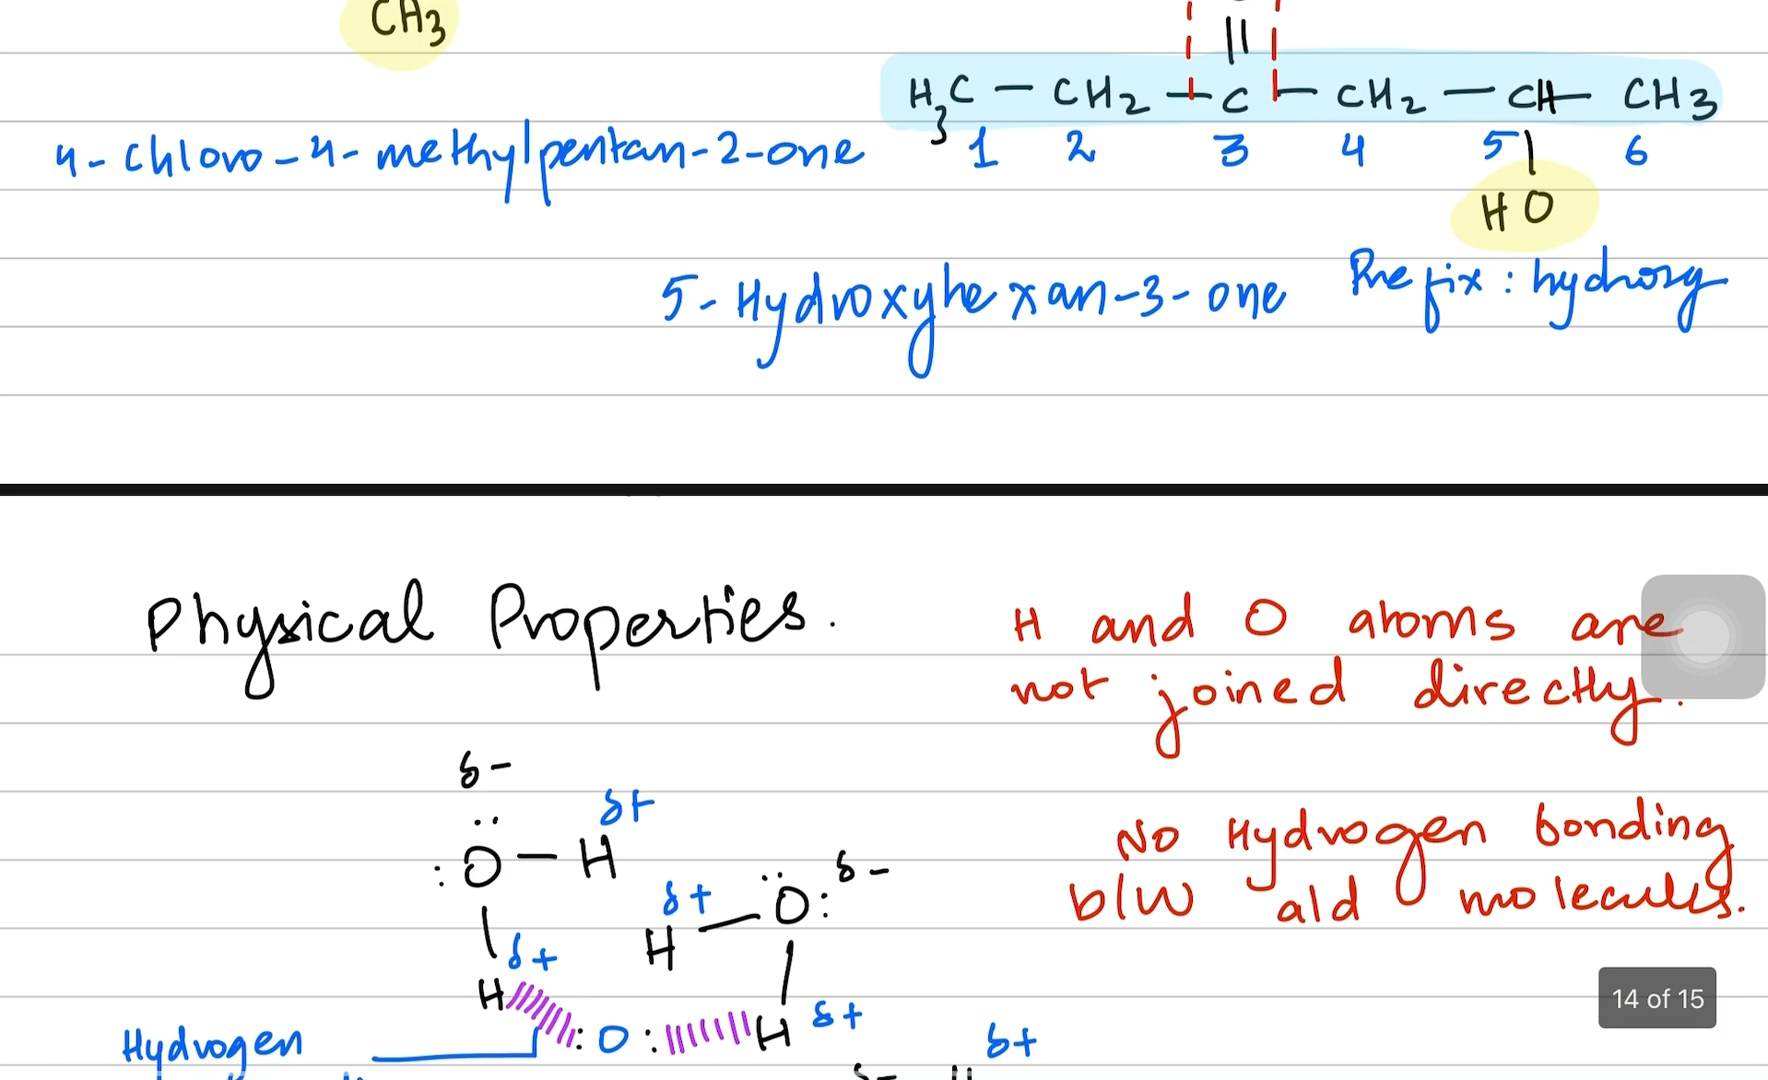 CH3
||
H3C - CH2 - C - CH2 - CH - CH3
1 2 3 4 5 6
|
HO
4-chloro-4-methylpentan-2-one
5-Hydroxyhexan-3-one
Prefix : hydroxy
Physical Properties.
H and O atoms are
not joined directly.
δ-
δ+
:O-H
δ+
H
δ+
H-O:
δ-
H δ+
:O:
No Hydrogen bonding
b/w ald molecules.
Hydrogen
δ+
δ-
H
14 of 15